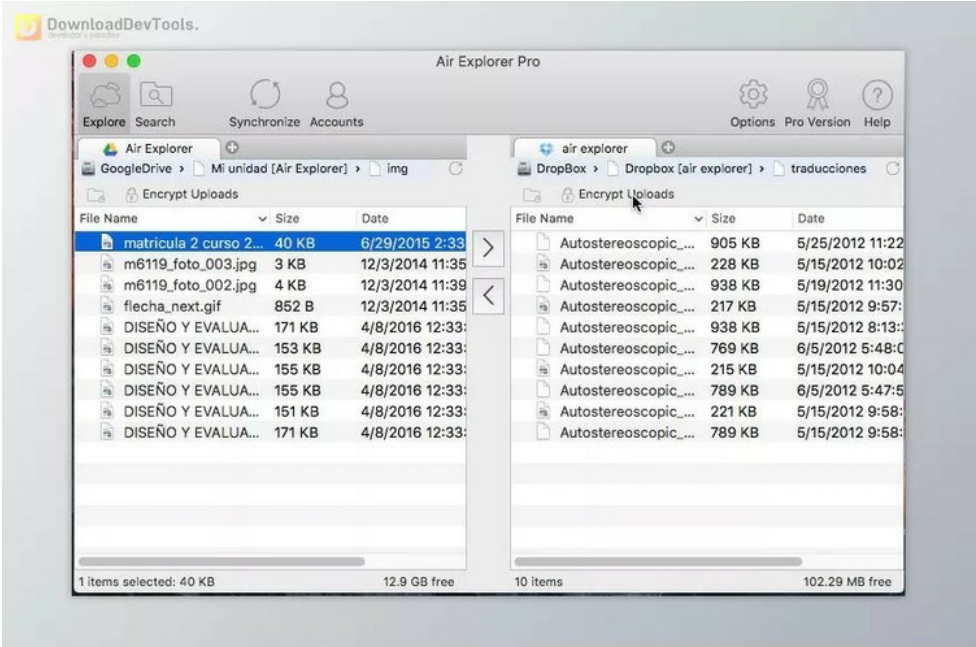 DownloadDevTools.
developer's paradise
Air Explorer Pro
Explore Search Synchronize Accounts Options Pro Version Help
Air Explorer
GoogleDrive › Mi unidad [Air Explorer] › img
Encrypt Uploads
File Name Size Date
matricula 2 curso 2... 40 KB 6/29/2015 2:33
m6119_foto_003.jpg 3 KB 12/3/2014 11:35
m6119_foto_002.jpg 4 KB 12/3/2014 11:39
flecha_next.gif 852 B 12/3/2014 11:35
DISEÑO Y EVALUA... 171 KB 4/8/2016 12:33:
DISEÑO Y EVALUA... 153 KB 4/8/2016 12:33:
DISEÑO Y EVALUA... 155 KB 4/8/2016 12:33:
DISEÑO Y EVALUA... 155 KB 4/8/2016 12:33:
DISEÑO Y EVALUA... 151 KB 4/8/2016 12:33:
DISEÑO Y EVALUA... 171 KB 4/8/2016 12:33:
1 items selected: 40 KB 12.9 GB free
air explorer
DropBox › Dropbox [air explorer] › traducciones
Encrypt Uploads
File Name Size Date
Autostereoscopic_... 905 KB 5/25/2012 11:22
Autostereoscopic_... 228 KB 5/15/2012 10:02
Autostereoscopic_... 938 KB 5/19/2012 11:30
Autostereoscopic_... 217 KB 5/15/2012 9:57:
Autostereoscopic_... 938 KB 5/15/2012 8:13:
Autostereoscopic_... 769 KB 6/5/2012 5:48:0
Autostereoscopic_... 215 KB 5/15/2012 10:04
Autostereoscopic_... 789 KB 6/5/2012 5:47:5
Autostereoscopic_... 221 KB 5/15/2012 9:58:
Autostereoscopic_... 789 KB 5/15/2012 9:58:
10 items 102.29 MB free